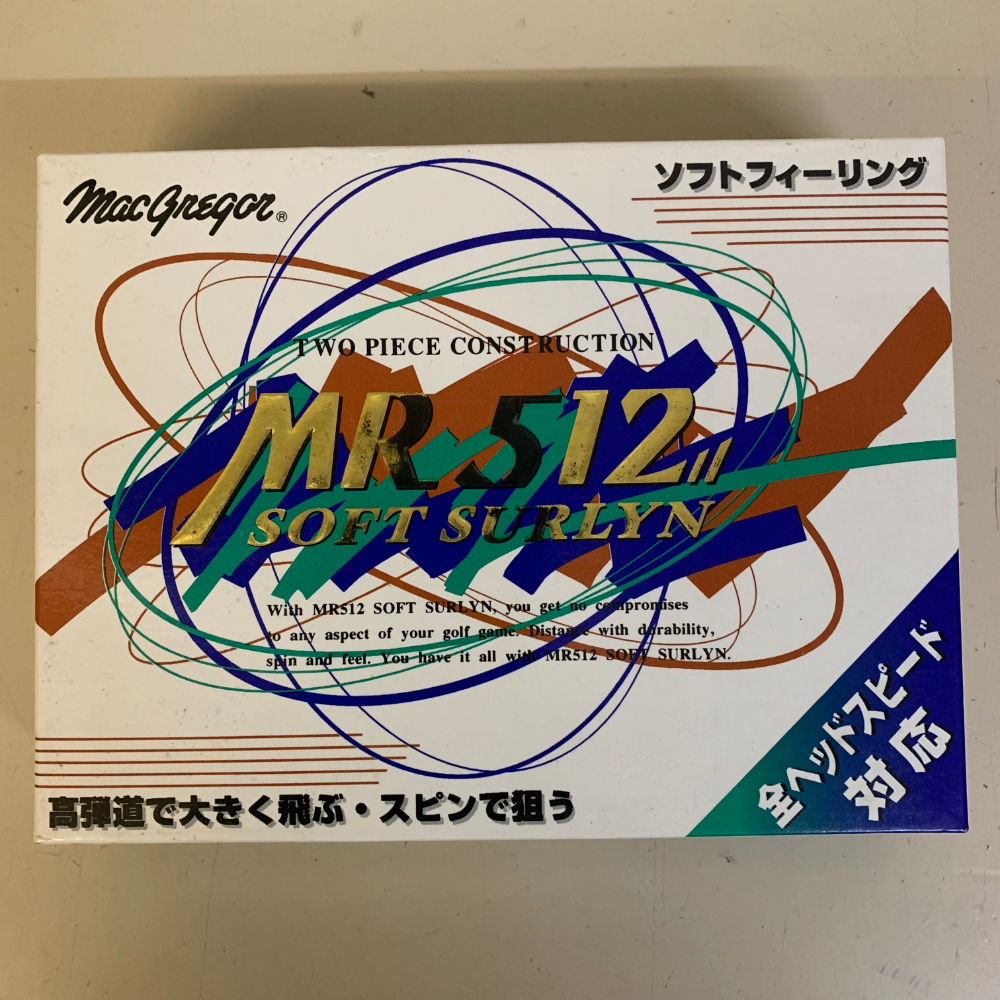 MacGregor®
ソフトフィーリング
TWO PIECE CONSTRUCTION
MR 512 II
SOFT SURLYN
With MR512 SOFT SURLYN, you get no compromises
to any aspect of your golf game. Distance with durability,
spin and feel. You have it all with MR512 SOFT SURLYN.
全ヘッドスピード
対応
高弾道で大きく飛ぶ・スピンで狙う